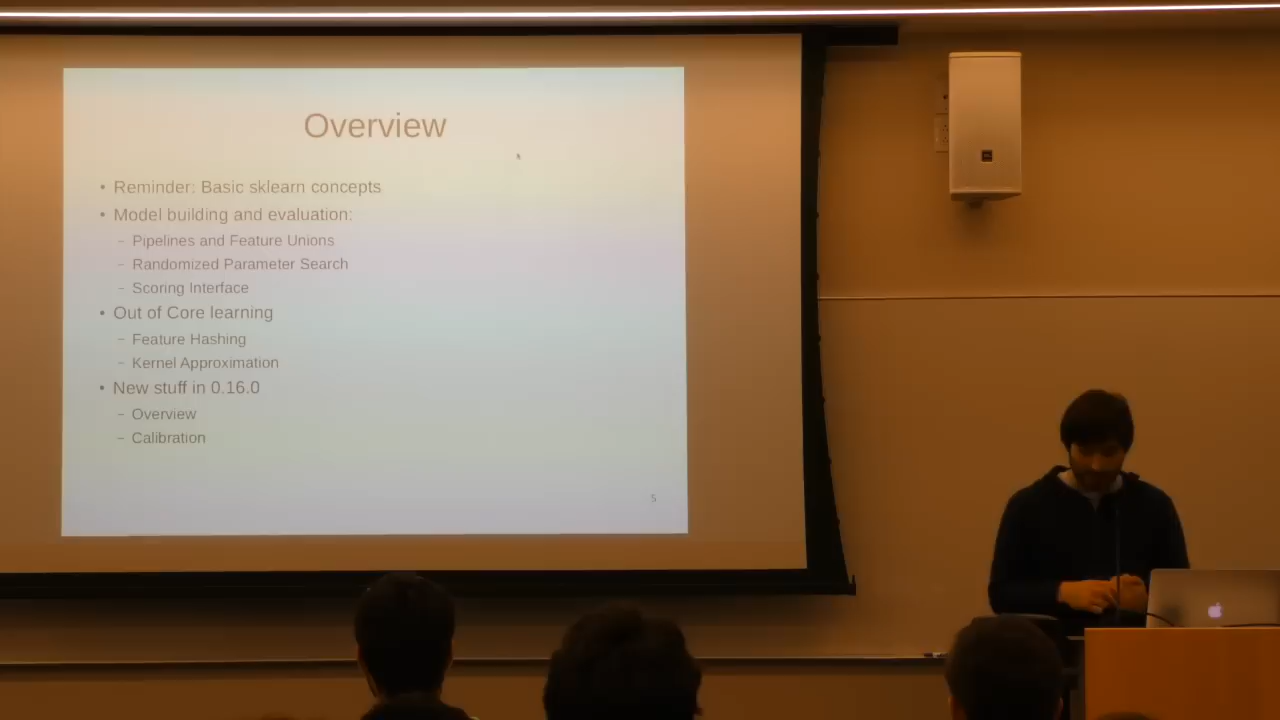 Overview
• Reminder: Basic sklearn concepts
• Model building and evaluation:
– Pipelines and Feature Unions
– Randomized Parameter Search
– Scoring Interface
• Out of Core learning
– Feature Hashing
– Kernel Approximation
• New stuff in 0.16.0
– Overview
– Calibration
5